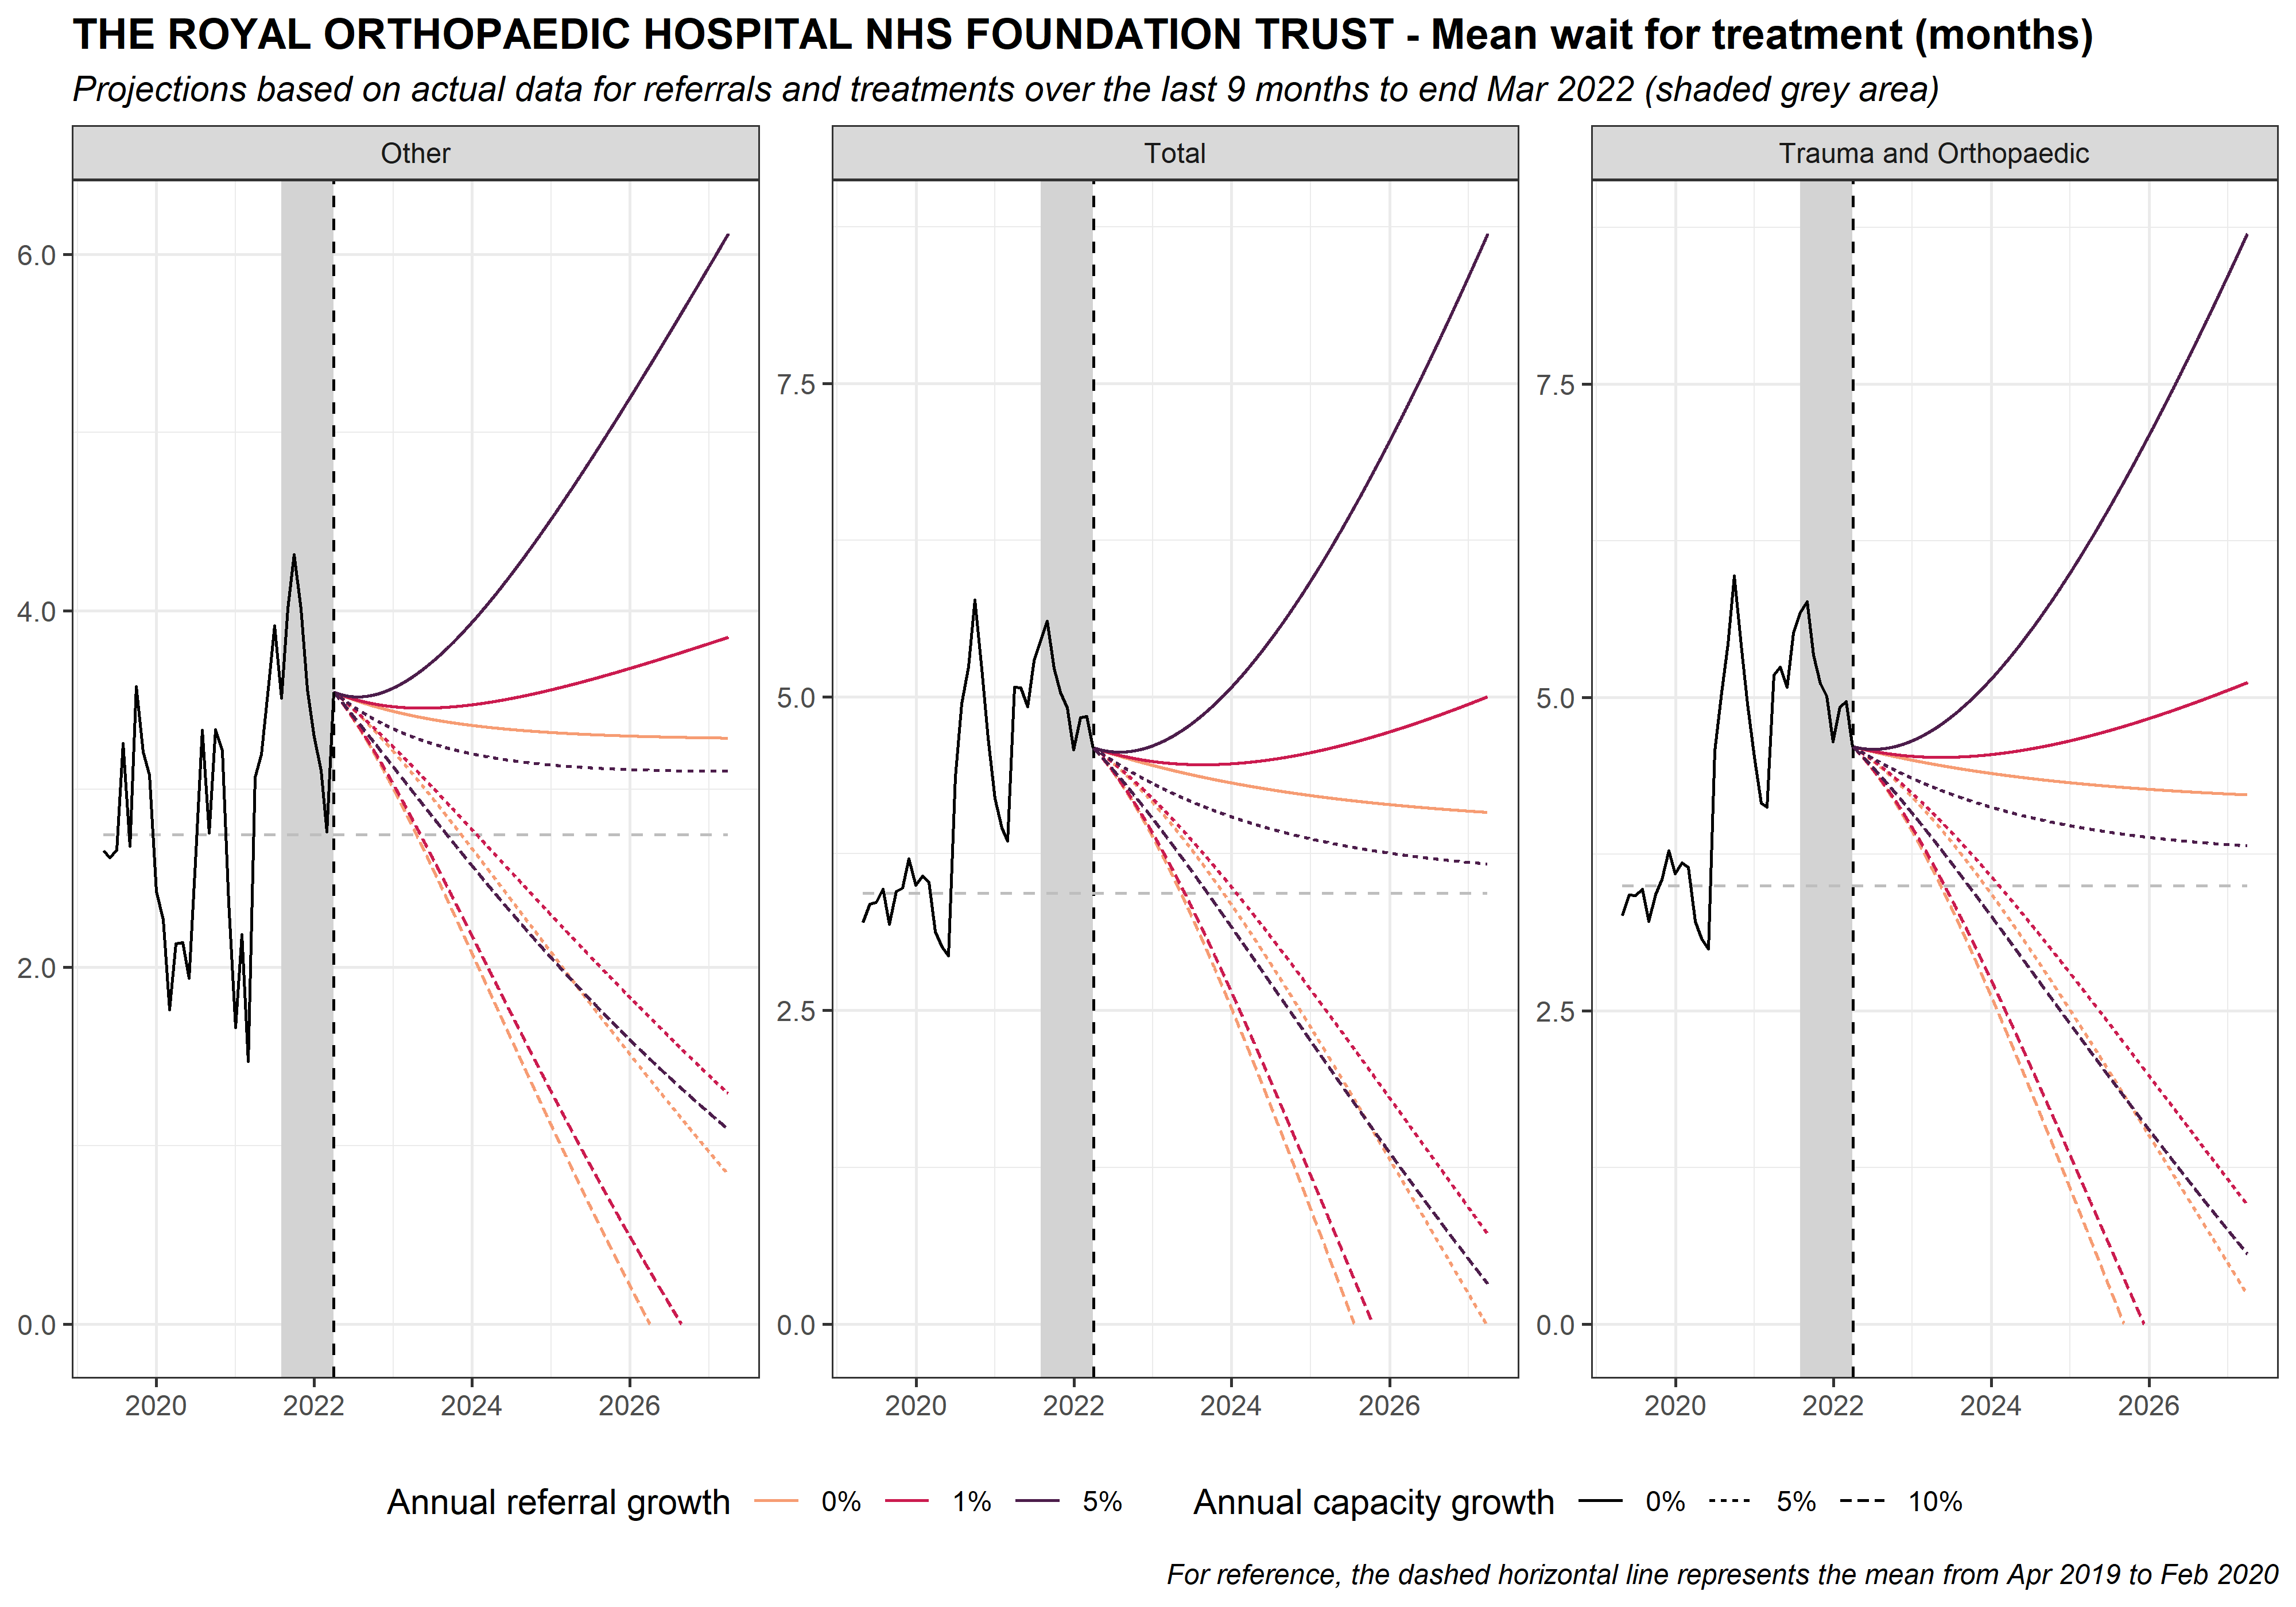 THE ROYAL ORTHOPAEDIC HOSPITAL NHS FOUNDATION TRUST - Mean wait for treatment (months)
Projections based on actual data for referrals and treatments over the last 9 months to end Mar 2022 (shaded grey area)
Other
Total
Trauma and Orthopaedic
6.0
4.0
2.0
0.0
7.5
5.0
2.5
0.0
7.5
5.0
2.5
0.0
2020 2022 2024 2026
2020 2022 2024 2026
2020 2022 2024 2026
Annual referral growth 0% 1% 5% Annual capacity growth 0% 5% 10%
For reference, the dashed horizontal line represents the mean from Apr 2019 to Feb 2020